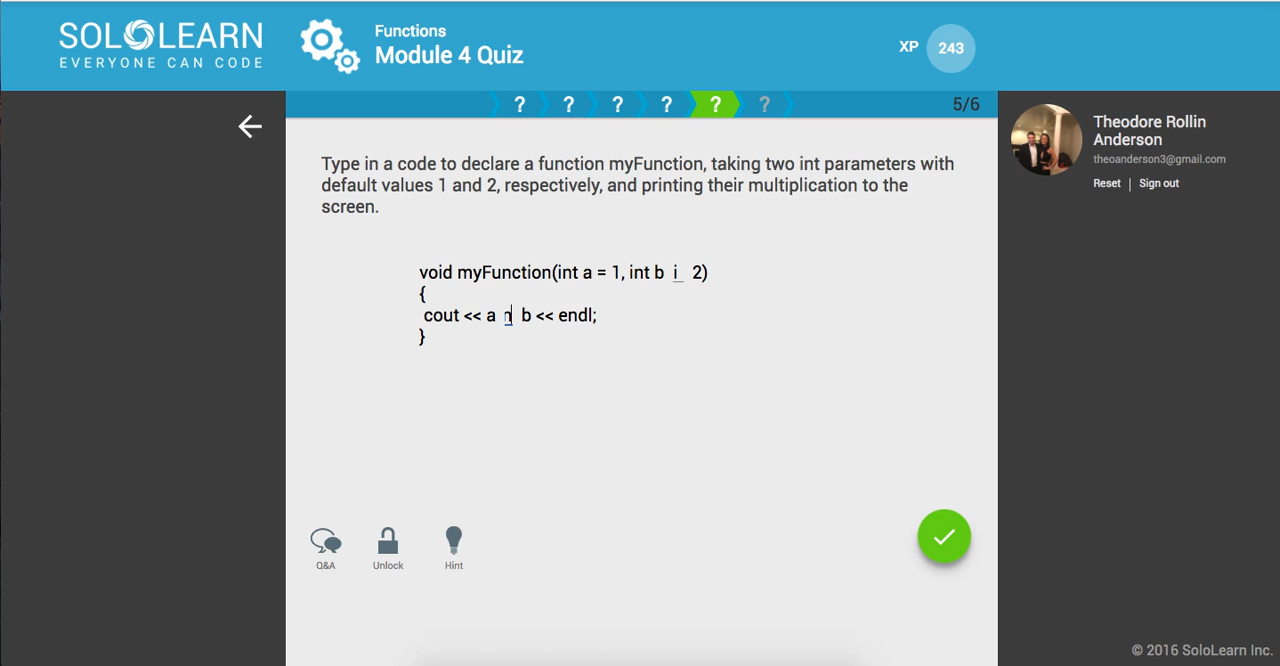 SOLOLEARN
EVERYONE CAN CODE
Functions
Module 4 Quiz
XP 243
? ? ? ? ? ?
5/6
Theodore Rollin
Anderson
theoanderson3@gmail.com
Reset | Sign out
Type in a code to declare a function myFunction, taking two int parameters with
default values 1 and 2, respectively, and printing their multiplication to the
screen.
void myFunction(int a = 1, int b i 2)
{
cout << a n b << endl;
}
Q&A
Unlock
Hint
© 2016 SoloLearn Inc.